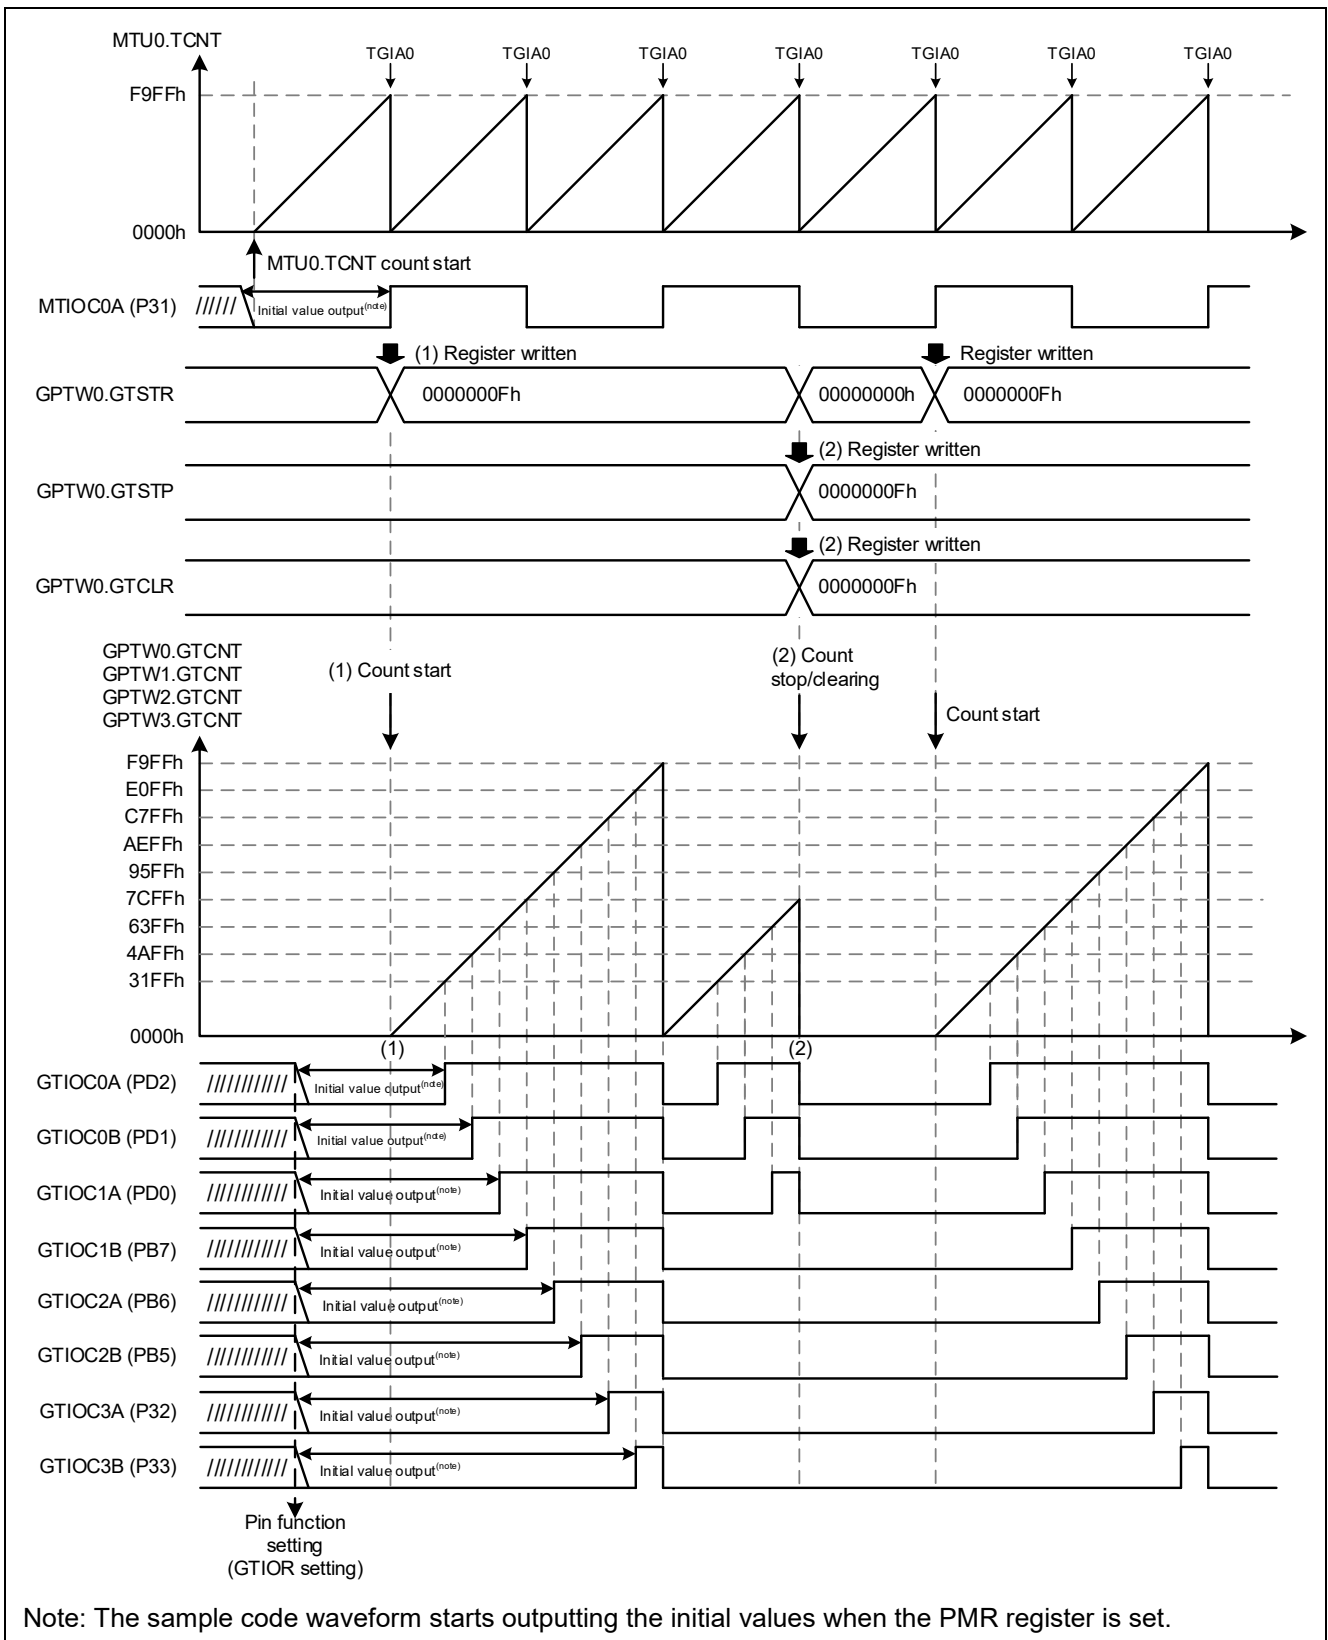 MTU0.TCNT
TGIA0 TGIA0 TGIA0 TGIA0 TGIA0 TGIA0 TGIA0
F9FFh
0000h
MTU0.TCNT count start
MTIOC0A (P31) Initial value output(note)
(1) Register written Register written
GPTW0.GTSTR 0000000Fh 00000000h 0000000Fh
(2) Register written
GPTW0.GTSTP 0000000Fh
(2) Register written
GPTW0.GTCLR 0000000Fh
GPTW0.GTCNT
GPTW1.GTCNT
GPTW2.GTCNT
GPTW3.GTCNT
(1) Count start
(2) Count
stop/clearing
Count start
F9FFh
E0FFh
C7FFh
AEFFh
95FFh
7CFFh
63FFh
4AFFh
31FFh
0000h
(1) (2)
GTIOC0A (PD2) Initial value output(note)
GTIOC0B (PD1) Initial value output(note)
GTIOC1A (PD0) Initial value output(note)
GTIOC1B (PB7) Initial value output(note)
GTIOC2A (PB6) Initial value output(note)
GTIOC2B (PB5) Initial value output(note)
GTIOC3A (P32) Initial value output(note)
GTIOC3B (P33) Initial value output(note)
Pin function
setting
(GTIOR setting)
Note: The sample code waveform starts outputting the initial values when the PMR register is set.